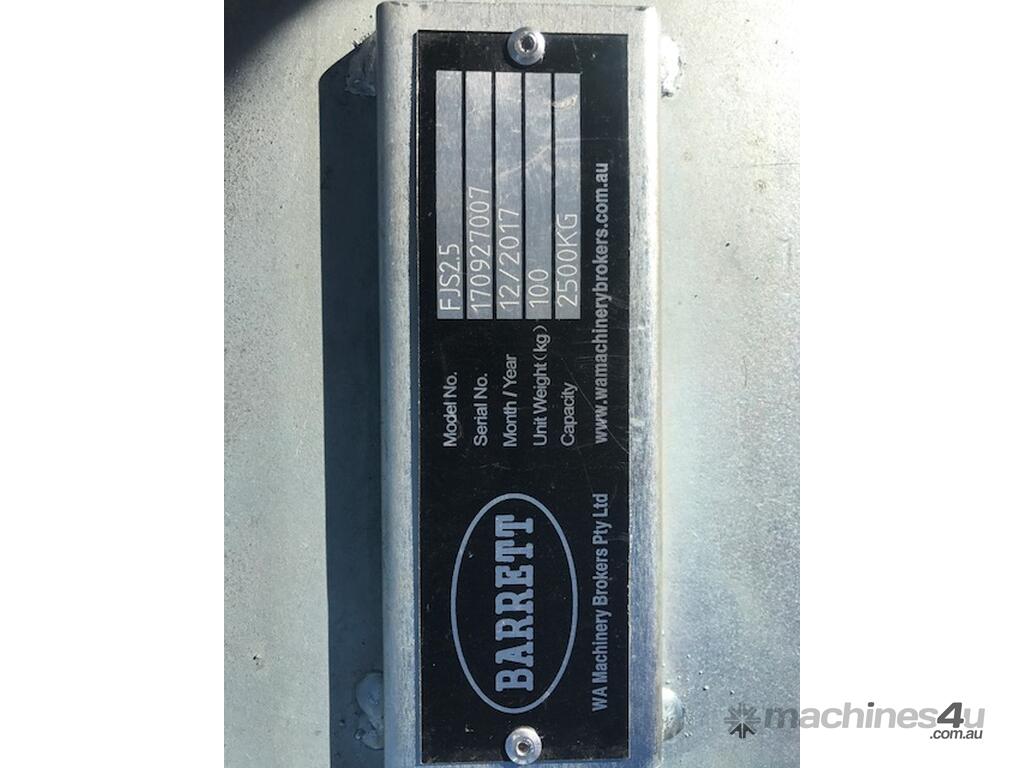 BARRETT
Model No. FJS2.5
Serial No. 170927007
Month / Year 12/2017
Unit Weight(kg) 100
Capacity 2500KG
WA Machinery Brokers Pty Ltd www.wamachinerybrokers.com.au
machines4u
.com.au